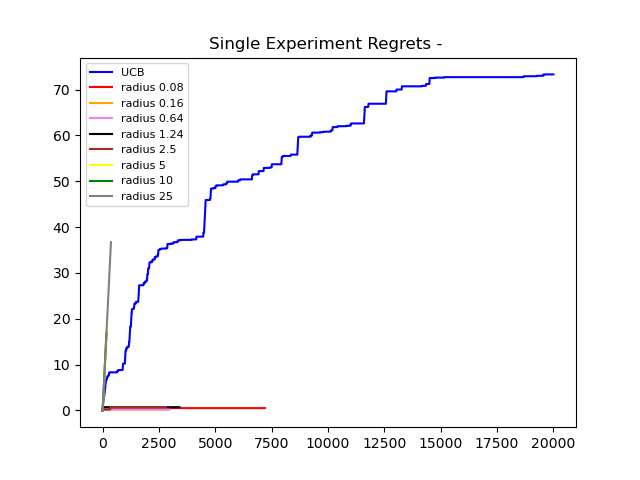 Single Experiment Regrets -
UCB
radius 0.08
radius 0.16
radius 0.64
radius 1.24
radius 2.5
radius 5
radius 10
radius 25
70
60
50
40
30
20
10
0
0 2500 5000 7500 10000 12500 15000 17500 20000